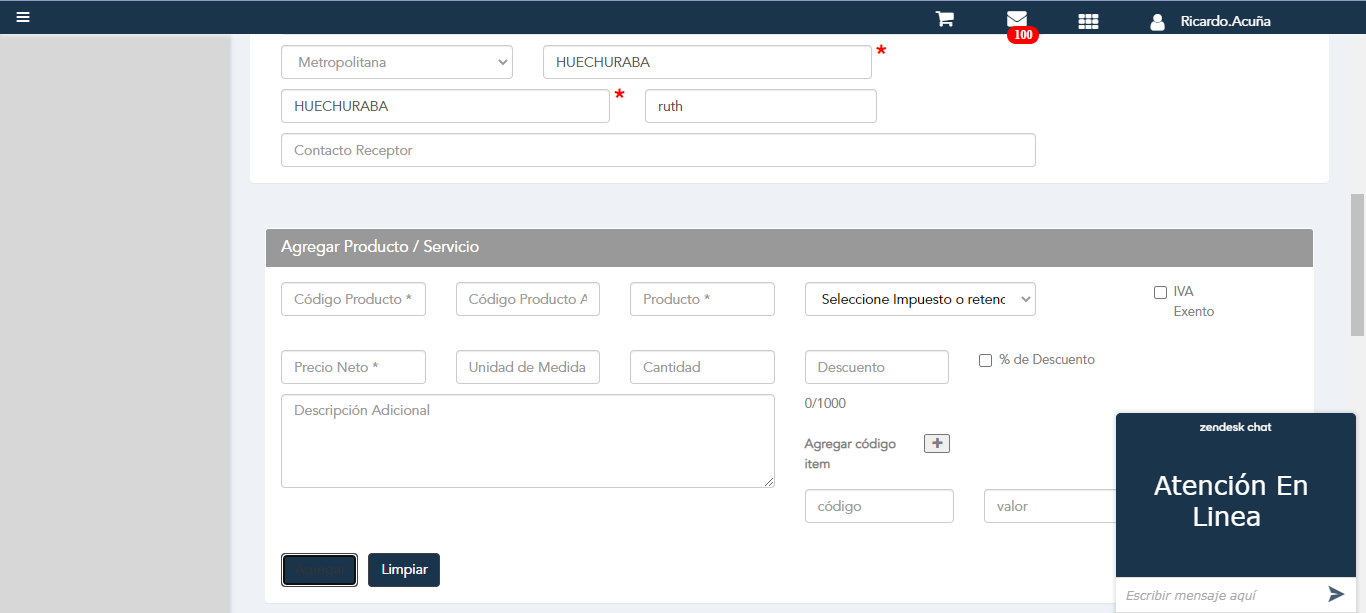 Ricardo.Acuña
100
Metropolitana
HUECHURABA
*
HUECHURABA
*
ruth
Contacto Receptor
Agregar Producto / Servicio
Código Producto *
Código Producto A
Producto *
Seleccione Impuesto o retenc
IVA
Exento
Precio Neto *
Unidad de Medida
Cantidad
Descuento
% de Descuento
Descripción Adicional
0/1000
Agregar código
item
código
valor
Agregar
Limpiar
zendesk chat
Atención En
Linea
Escribir mensaje aquí